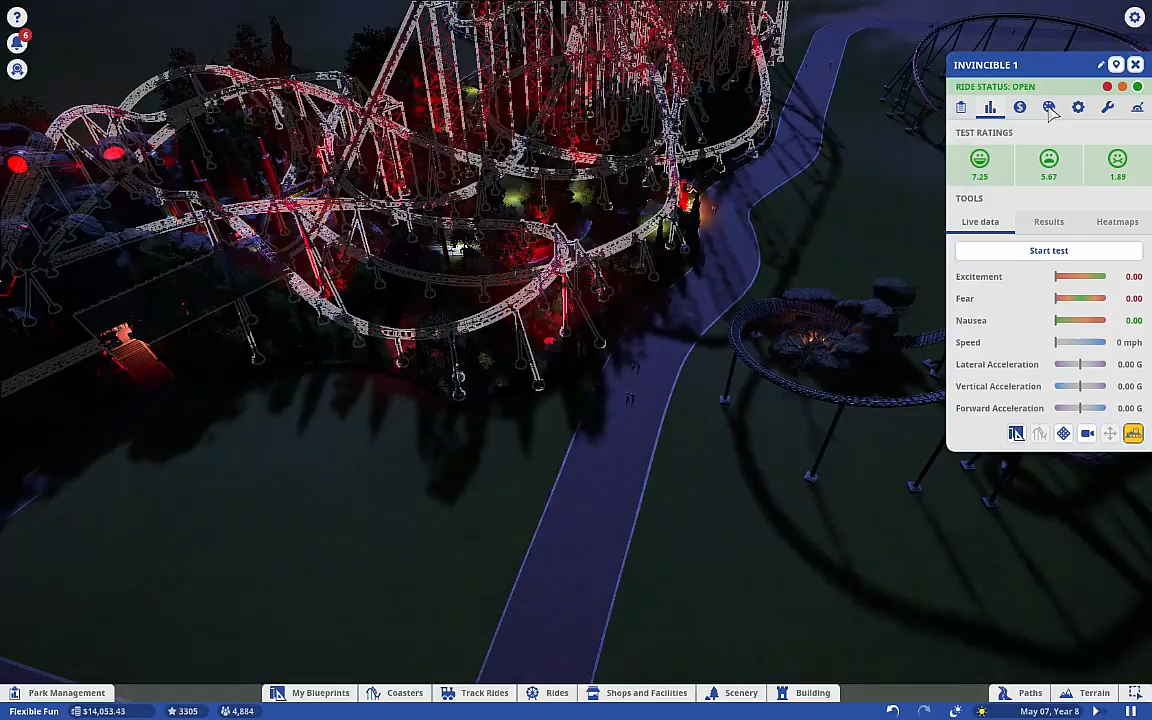 ?
6
INVINCIBLE 1
RIDE STATUS: OPEN
TEST RATINGS
7.25 5.67 1.89
TOOLS
Live data Results Heatmaps
Start test
Excitement 0.00
Fear 0.00
Nausea 0.00
Speed 0 mph
Lateral Acceleration 0.00 G
Vertical Acceleration 0.00 G
Forward Acceleration 0.00 G
Park Management My Blueprints Coasters Track Rides Rides Shops and Facilities Scenery Building Paths Terrain
Flexible Fun $14,053.43 3305 4,884 May 07, Year 8